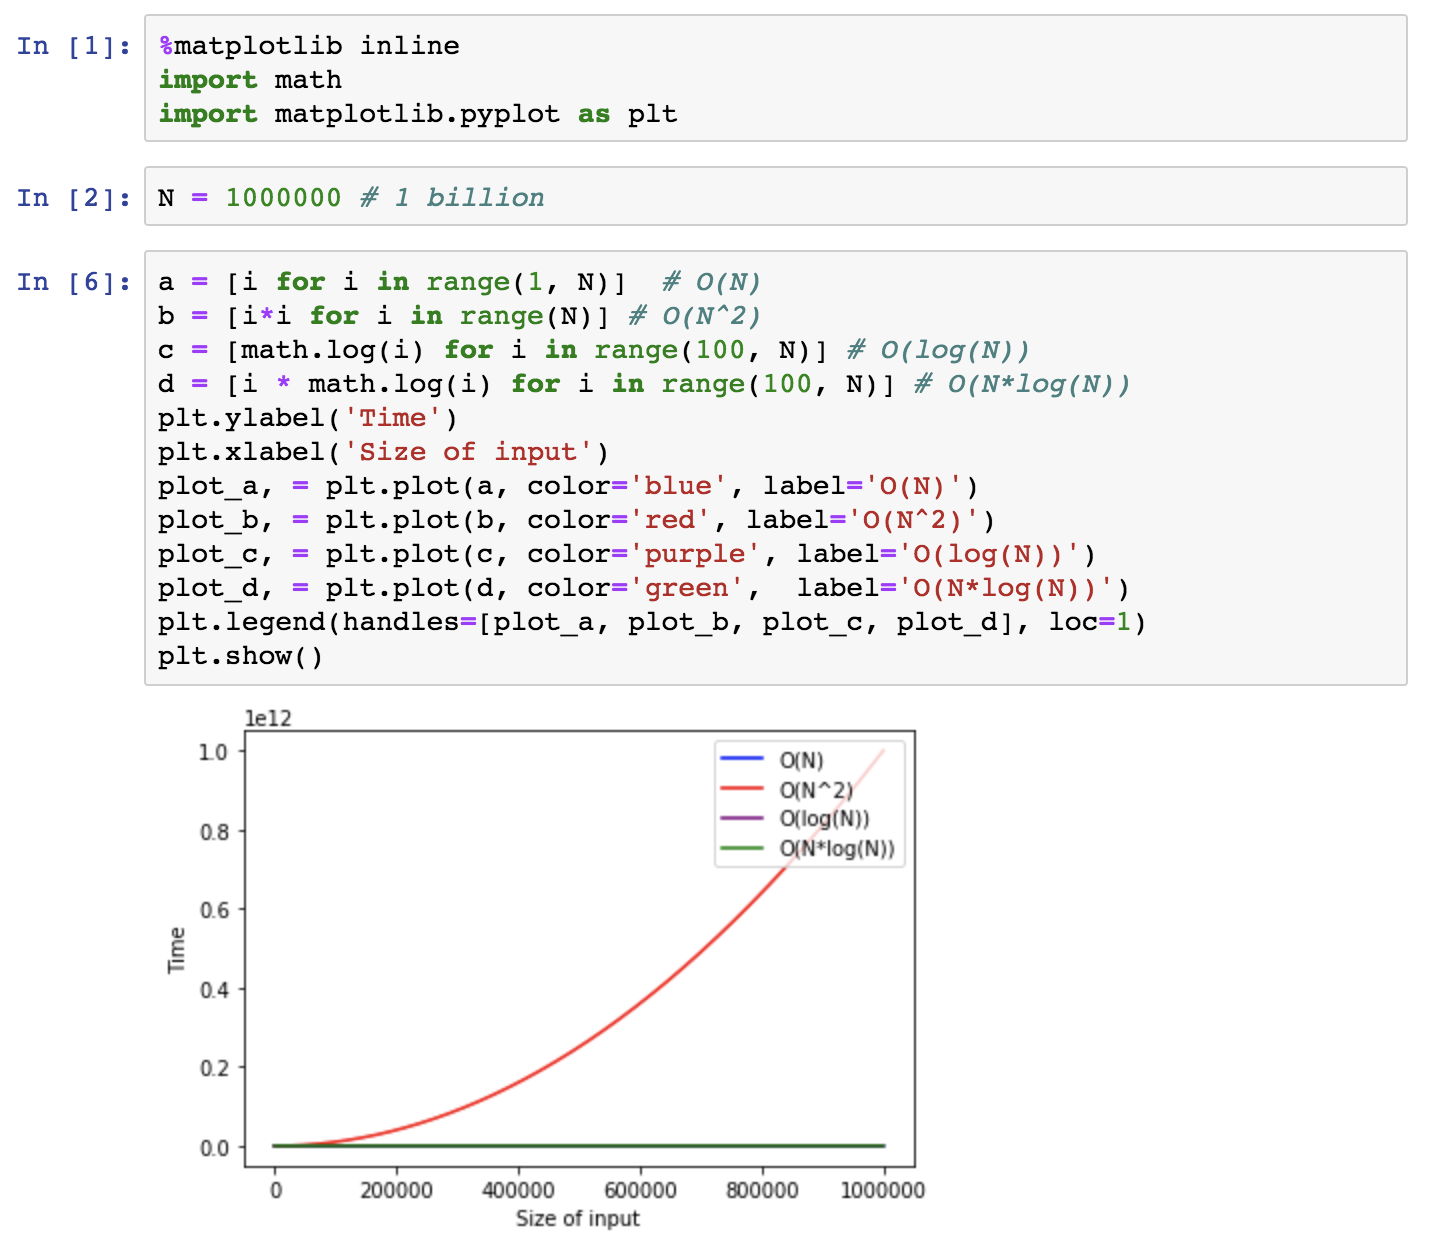 In [1]: %matplotlib inline
import math
import matplotlib.pyplot as plt
In [2]: N = 1000000 # 1 billion
In [6]: a = [i for i in range(1, N)]  # O(N)
b = [i*i for i in range(N)] # O(N^2)
c = [math.log(i) for i in range(100, N)] # O(log(N))
d = [i * math.log(i) for i in range(100, N)] # O(N*log(N))
plt.ylabel('Time')
plt.xlabel('Size of input')
plot_a, = plt.plot(a, color='blue', label='O(N)')
plot_b, = plt.plot(b, color='red', label='O(N^2)')
plot_c, = plt.plot(c, color='purple', label='O(log(N))')
plot_d, = plt.plot(d, color='green',  label='O(N*log(N))')
plt.legend(handles=[plot_a, plot_b, plot_c, plot_d], loc=1)
plt.show()
1e12
1.0
0.8
0.6
0.4
0.2
0.0
Time
O(N)
O(N^2)
O(log(N))
O(N*log(N))
0 200000 400000 600000 800000 1000000
Size of input